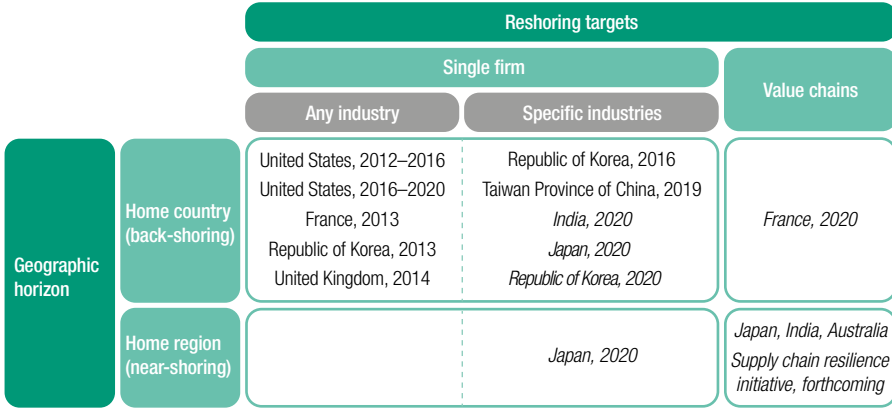 Reshoring targets
Single firm
Value chains
Any industry
Specific industries
Geographic
horizon
Home country
(back-shoring)
United States, 2012–2016
United States, 2016–2020
France, 2013
Republic of Korea, 2013
United Kingdom, 2014
Republic of Korea, 2016
Taiwan Province of China, 2019
India, 2020
Japan, 2020
Republic of Korea, 2020
France, 2020
Home region
(near-shoring)
Japan, 2020
Japan, India, Australia
Supply chain resilience
initiative, forthcoming